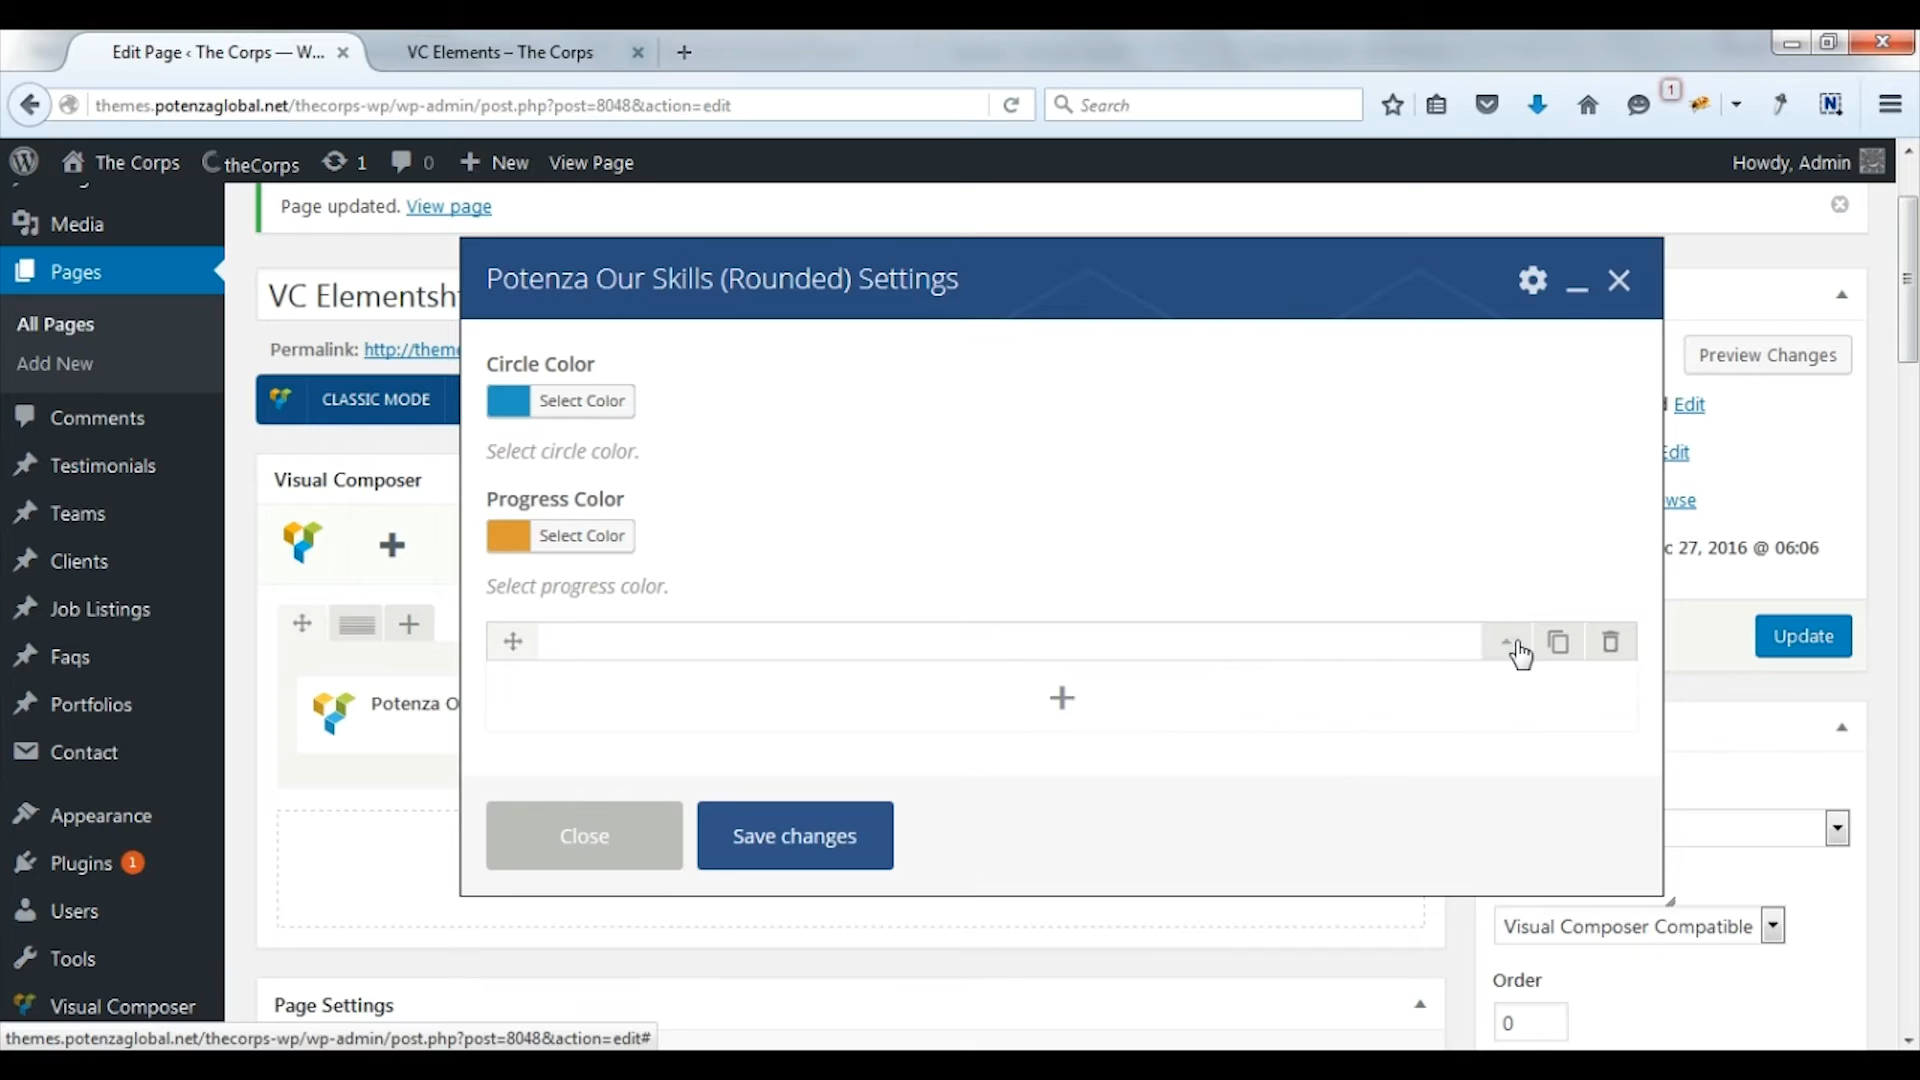 Edit Page ‹ The Corps — W...
VC Elements – The Corps
themes.potenzaglobal.net/thecorps-wp/wp-admin/post.php?post=8048&action=edit
Search
1
N
The Corps
theCorps
1
0
New
View Page
Howdy, Admin
Media
Pages
All Pages
Add New
Comments
Testimonials
Teams
Clients
Job Listings
Faqs
Portfolios
Contact
Appearance
Plugins 1
Users
Tools
Visual Composer
Page updated. View page
VC Elements
Permalink: http://theme
CLASSIC MODE
Visual Composer
Potenza O
Potenza Our Skills (Rounded) Settings
Circle Color
Select Color
Select circle color.
Progress Color
Select Color
Select progress color.
Close
Save changes
Preview Changes
Edit
Edit
wse
c 27, 2016 @ 06:06
Update
Visual Composer Compatible
Order
0
Page Settings
themes.potenzaglobal.net/thecorps-wp/wp-admin/post.php?post=8048&action=edit#